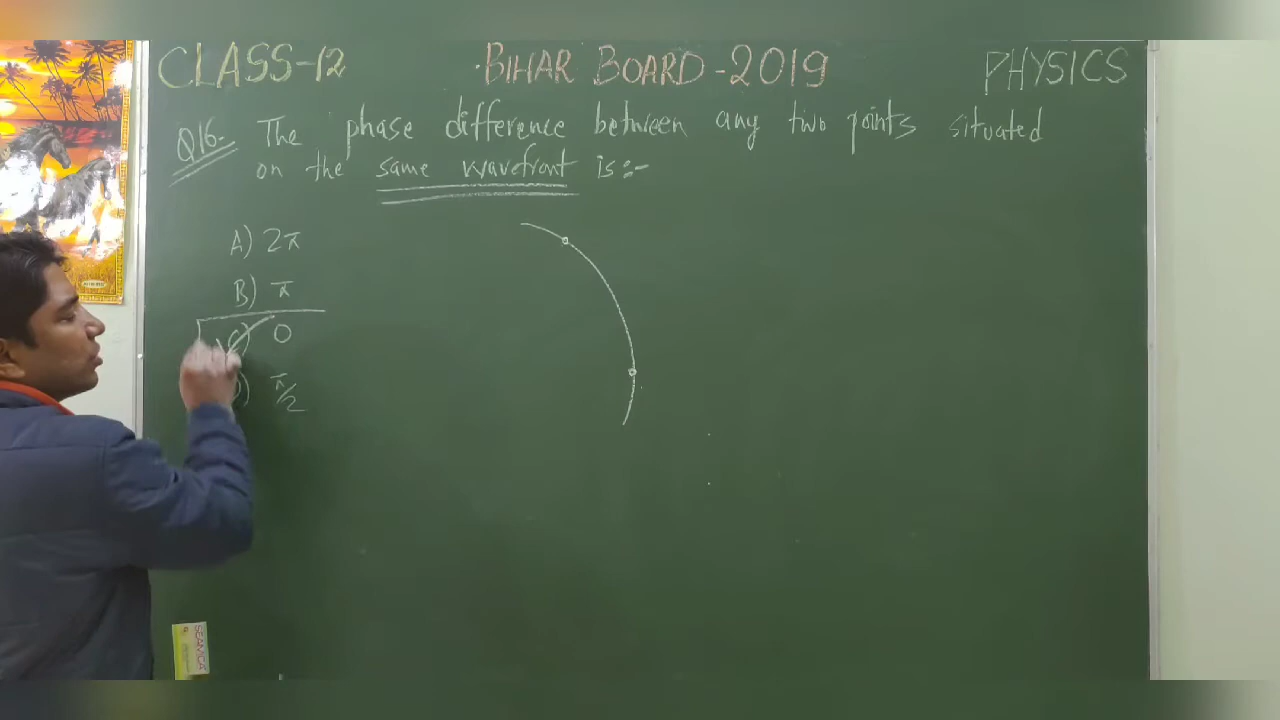 CLASS-12 BIHAR BOARD-2019 PHYSICS
Q16- The phase difference between any two points situated
on the same wavefront is:-
A) 2π
B) π
C) 0
D) π/2